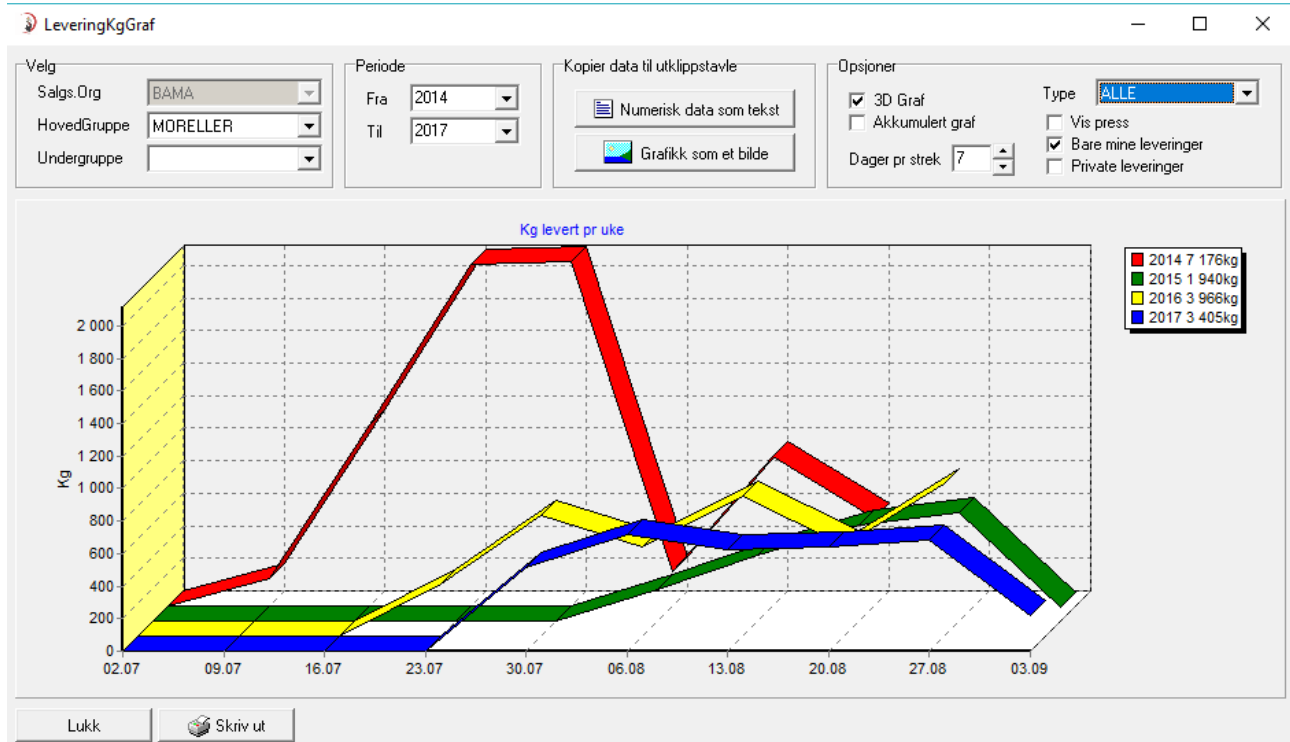 LeveringKgGraf
Velg
Salgs.Org BAMA
HovedGruppe MORELLER
Undergruppe
Periode
Fra 2014
Til 2017
Kopier data til utklippstavle
Numerisk data som tekst
Grafikk som et bilde
Opsjoner
3D Graf
Akkumulert graf
Dager pr strek 7
Type ALLE
Vis press
Bare mine leveringer
Private leveringer
Kg levert pr uke
2014 7 176kg
2015 1 940kg
2016 3 966kg
2017 3 405kg
Kg
2 000
1 800
1 600
1 400
1 200
1 000
800
600
400
200
0
02.07 09.07 16.07 23.07 30.07 06.08 13.08 20.08 27.08 03.09
Lukk
Skriv ut